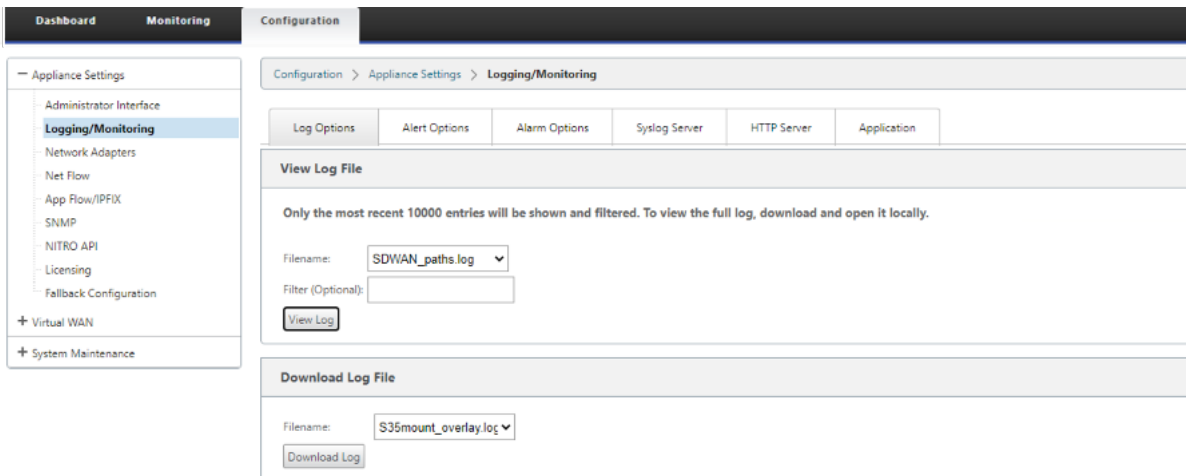 Dashboard Monitoring Configuration
Appliance Settings
Administrator Interface
Logging/Monitoring
Network Adapters
Net Flow
App Flow/IPFIX
SNMP
NITRO API
Licensing
Fallback Configuration
Virtual WAN
System Maintenance
Configuration > Appliance Settings > Logging/Monitoring
Log Options Alert Options Alarm Options Syslog Server HTTP Server Application
View Log File
Only the most recent 10000 entries will be shown and filtered. To view the full log, download and open it locally.
Filename: SDWAN_paths.log
Filter (Optional):
View Log
Download Log File
Filename: S35mount_overlay.log
Download Log